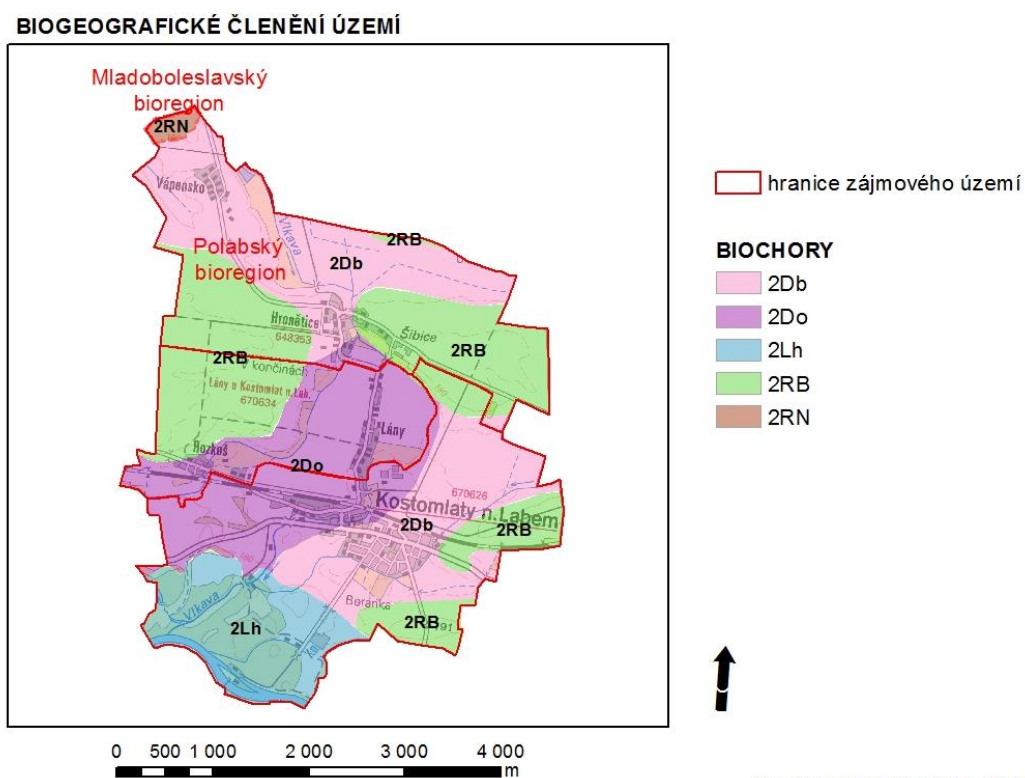 BIOGEOGRAFICKÉ ČLENĚNÍ ÚZEMÍ
Mladoboleslavský
bioregion
2RN
Vápensko
Vlkava
Polabský
bioregion
2RB
2Db
Hronětice
648353
Šibice
2RB
2RB
V končinách
Lány u Kostomlat n.Lab.
670634
Lány
Rozkoš
2Do
670626
Kostomlaty n.Labem
2Db
2RB
Vlkava
Beránka
2RB
91
2Lh
hranice zájmového území
BIOCHORY
2Db
2Do
2Lh
2RB
2RN
0 500 1 000 2 000 3 000 4 000
m